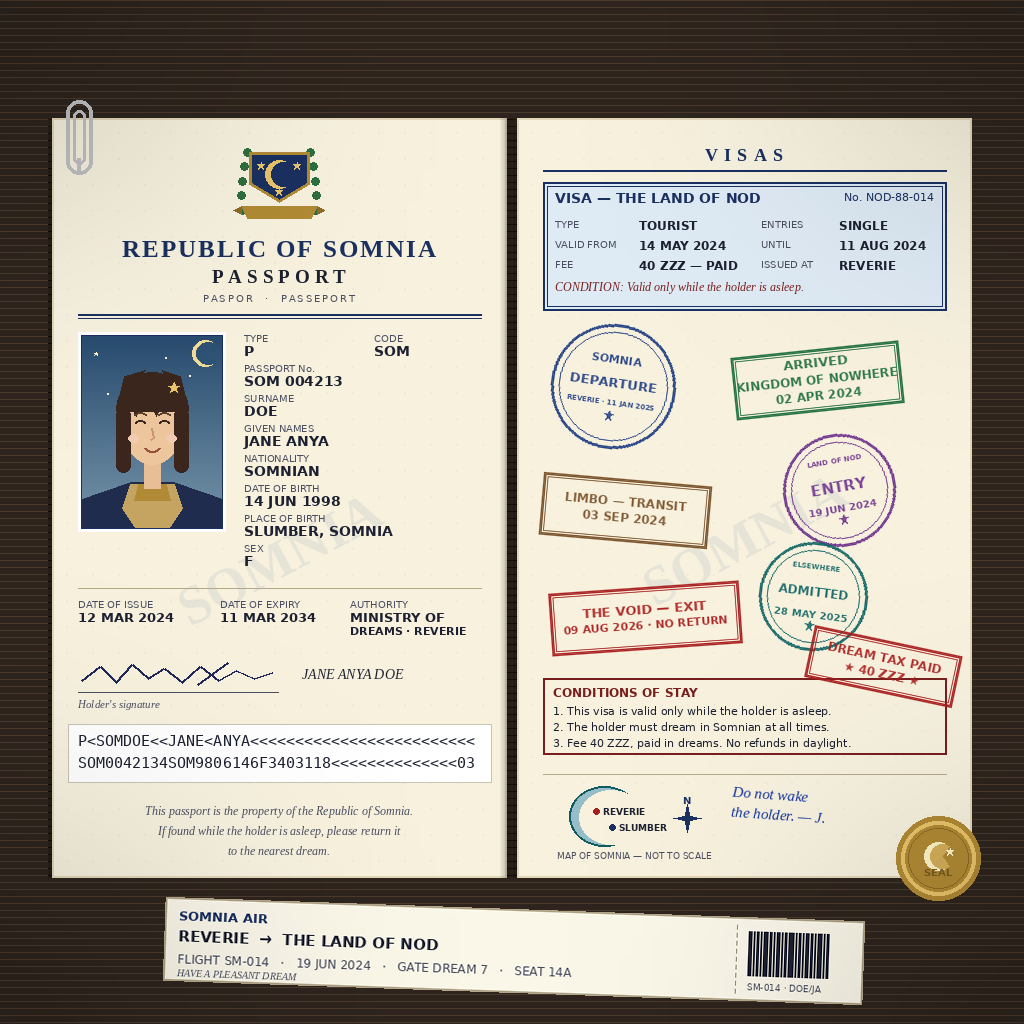 REPUBLIC OF SOMNIA
PASSPORT
PASPOR · PASSEPORT
TYPE CODE
P SOM
PASSPORT No.
SOM 004213
SURNAME
DOE
GIVEN NAMES
JANE ANYA
NATIONALITY
SOMNIAN
DATE OF BIRTH
14 JUN 1998
PLACE OF BIRTH
SLUMBER, SOMNIA
SEX
F
SOMNIA
DATE OF ISSUE DATE OF EXPIRY AUTHORITY
12 MAR 2024 11 MAR 2034 MINISTRY OF
DREAMS · REVERIE
JANE ANYA DOE
Holder's signature
P<SOMDOE<<JANE<ANYA<<<<<<<<<<<<<<<<<<<<<<<<<
SOM0042134SOM9806146F3403118<<<<<<<<<<<<<<03
This passport is the property of the Republic of Somnia.
If found while the holder is asleep, please return it
to the nearest dream.
VISAS
VISA — THE LAND OF NOD No. NOD-88-014
TYPE TOURIST ENTRIES SINGLE
VALID FROM 14 MAY 2024 UNTIL 11 AUG 2024
FEE 40 ZZZ — PAID ISSUED AT REVERIE
CONDITION: Valid only while the holder is asleep.
SOMNIA
DEPARTURE
REVERIE · 11 JAN 2025
★
ARRIVED
KINGDOM OF NOWHERE
02 APR 2024
LAND OF NOD
ENTRY
19 JUN 2024
★
LIMBO — TRANSIT
03 SEP 2024
SOMNIA
ELSEWHERE
ADMITTED
28 MAY 2025
★
THE VOID — EXIT
09 AUG 2026 · NO RETURN
DREAM TAX PAID
★ 40 ZZZ ★
CONDITIONS OF STAY
1. This visa is valid only while the holder is asleep.
2. The holder must dream in Somnian at all times.
3. Fee 40 ZZZ, paid in dreams. No refunds in daylight.
REVERIE
SLUMBER
N
MAP OF SOMNIA — NOT TO SCALE
Do not wake
the holder. — J.
SEAL
SOMNIA AIR
REVERIE → THE LAND OF NOD
FLIGHT SM-014 · 19 JUN 2024 · GATE DREAM 7 · SEAT 14A
HAVE A PLEASANT DREAM
SM-014 · DOE/JA